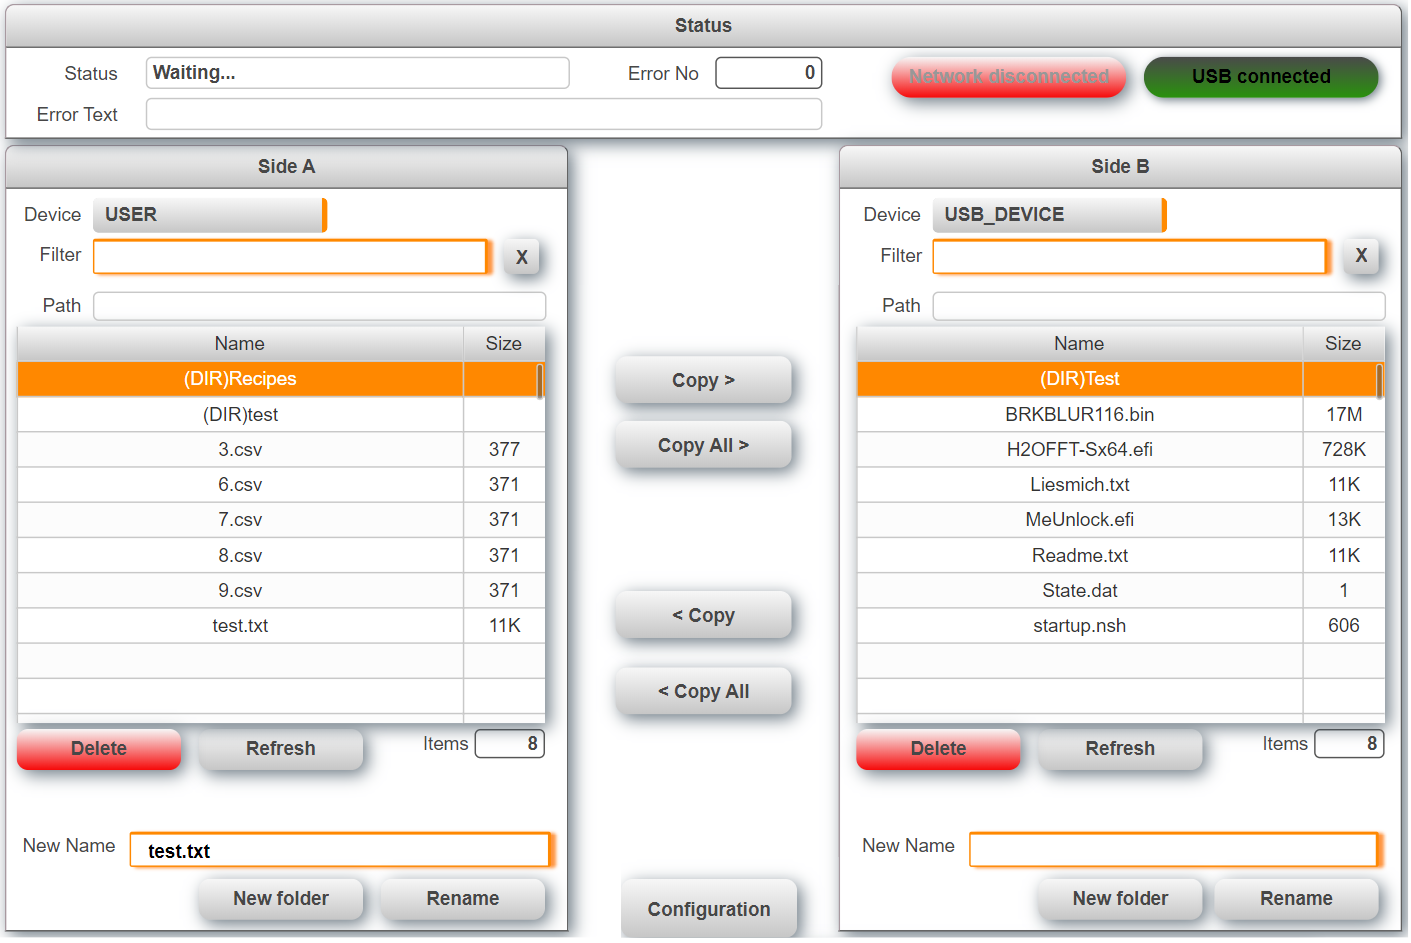 Status
Status Waiting... Error No 0 Network disconnected USB connected
Error Text
Side A
Device USER
Filter X
Path
Name Size
(DIR)Recipes
(DIR)test
3.csv 377
6.csv 371
7.csv 371
8.csv 371
9.csv 371
test.txt 11K
Delete Refresh Items 8
New Name test.txt
New folder Rename
Copy >
Copy All >
< Copy
< Copy All
Configuration
Side B
Device USB_DEVICE
Filter X
Path
Name Size
(DIR)Test
BRKBLUR116.bin 17M
H2OFFT-Sx64.efi 728K
Liesmich.txt 11K
MeUnlock.efi 13K
Readme.txt 11K
State.dat 1
startup.nsh 606
Delete Refresh Items 8
New Name
New folder Rename